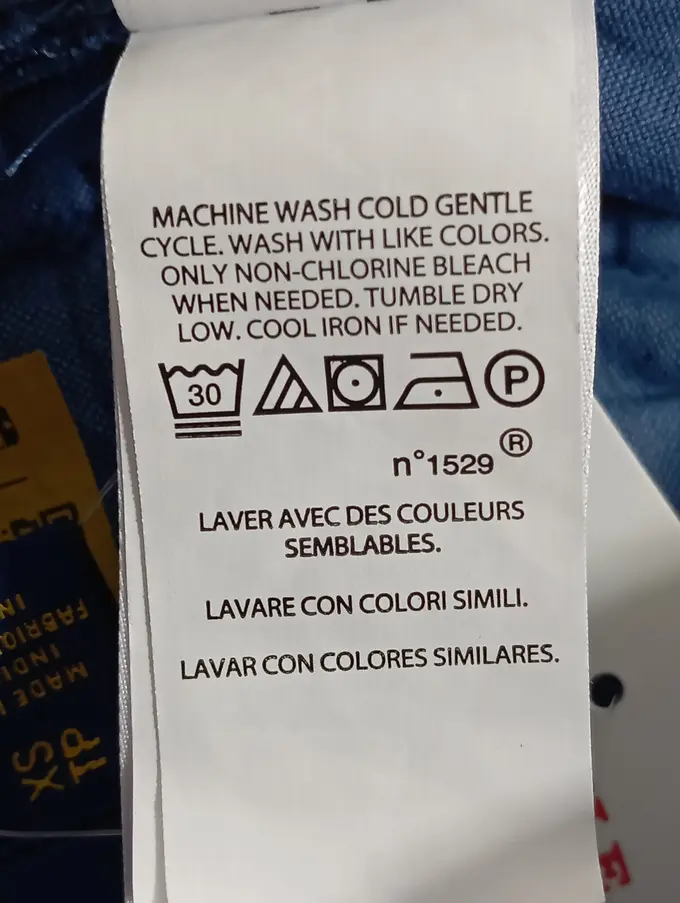 MACHINE WASH COLD GENTLE
CYCLE. WASH WITH LIKE COLORS.
ONLY NON-CHLORINE BLEACH
WHEN NEEDED. TUMBLE DRY
LOW. COOL IRON IF NEEDED.
30
P
n°1529 ®
LAVER AVEC DES COULEURS
SEMBLABLES.
LAVARE CON COLORI SIMILI.
LAVAR CON COLORES SIMILARES.
XS
TP
MADE
INDI
FABRIQ
IN